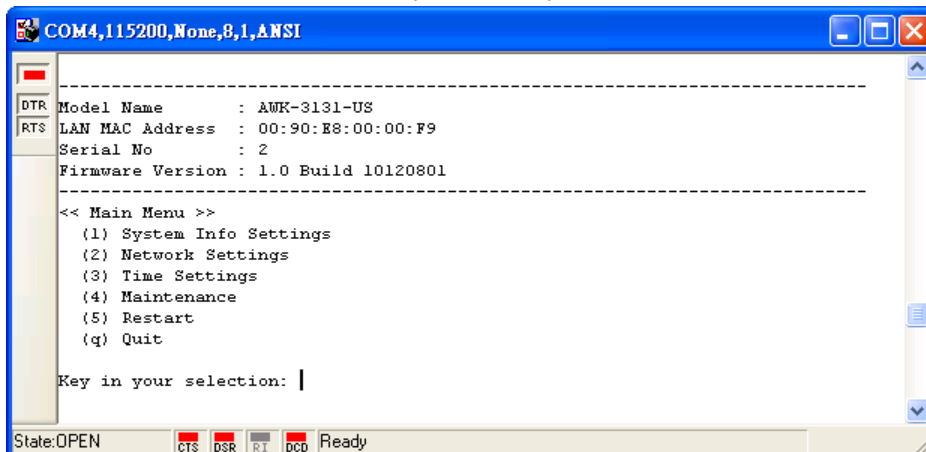 COM4,115200,None,8,1,ANSI
DTR
RTS
--------------------------------------------------------------------------
Model Name : AWK-3131-US
LAN MAC Address : 00:90:E8:00:00:F9
Serial No : 2
Firmware Version : 1.0 Build 10120801
--------------------------------------------------------------------------
<< Main Menu >>
(1) System Info Settings
(2) Network Settings
(3) Time Settings
(4) Maintenance
(5) Restart
(q) Quit
Key in your selection:
State:OPEN CTS DSR RI DCD Ready